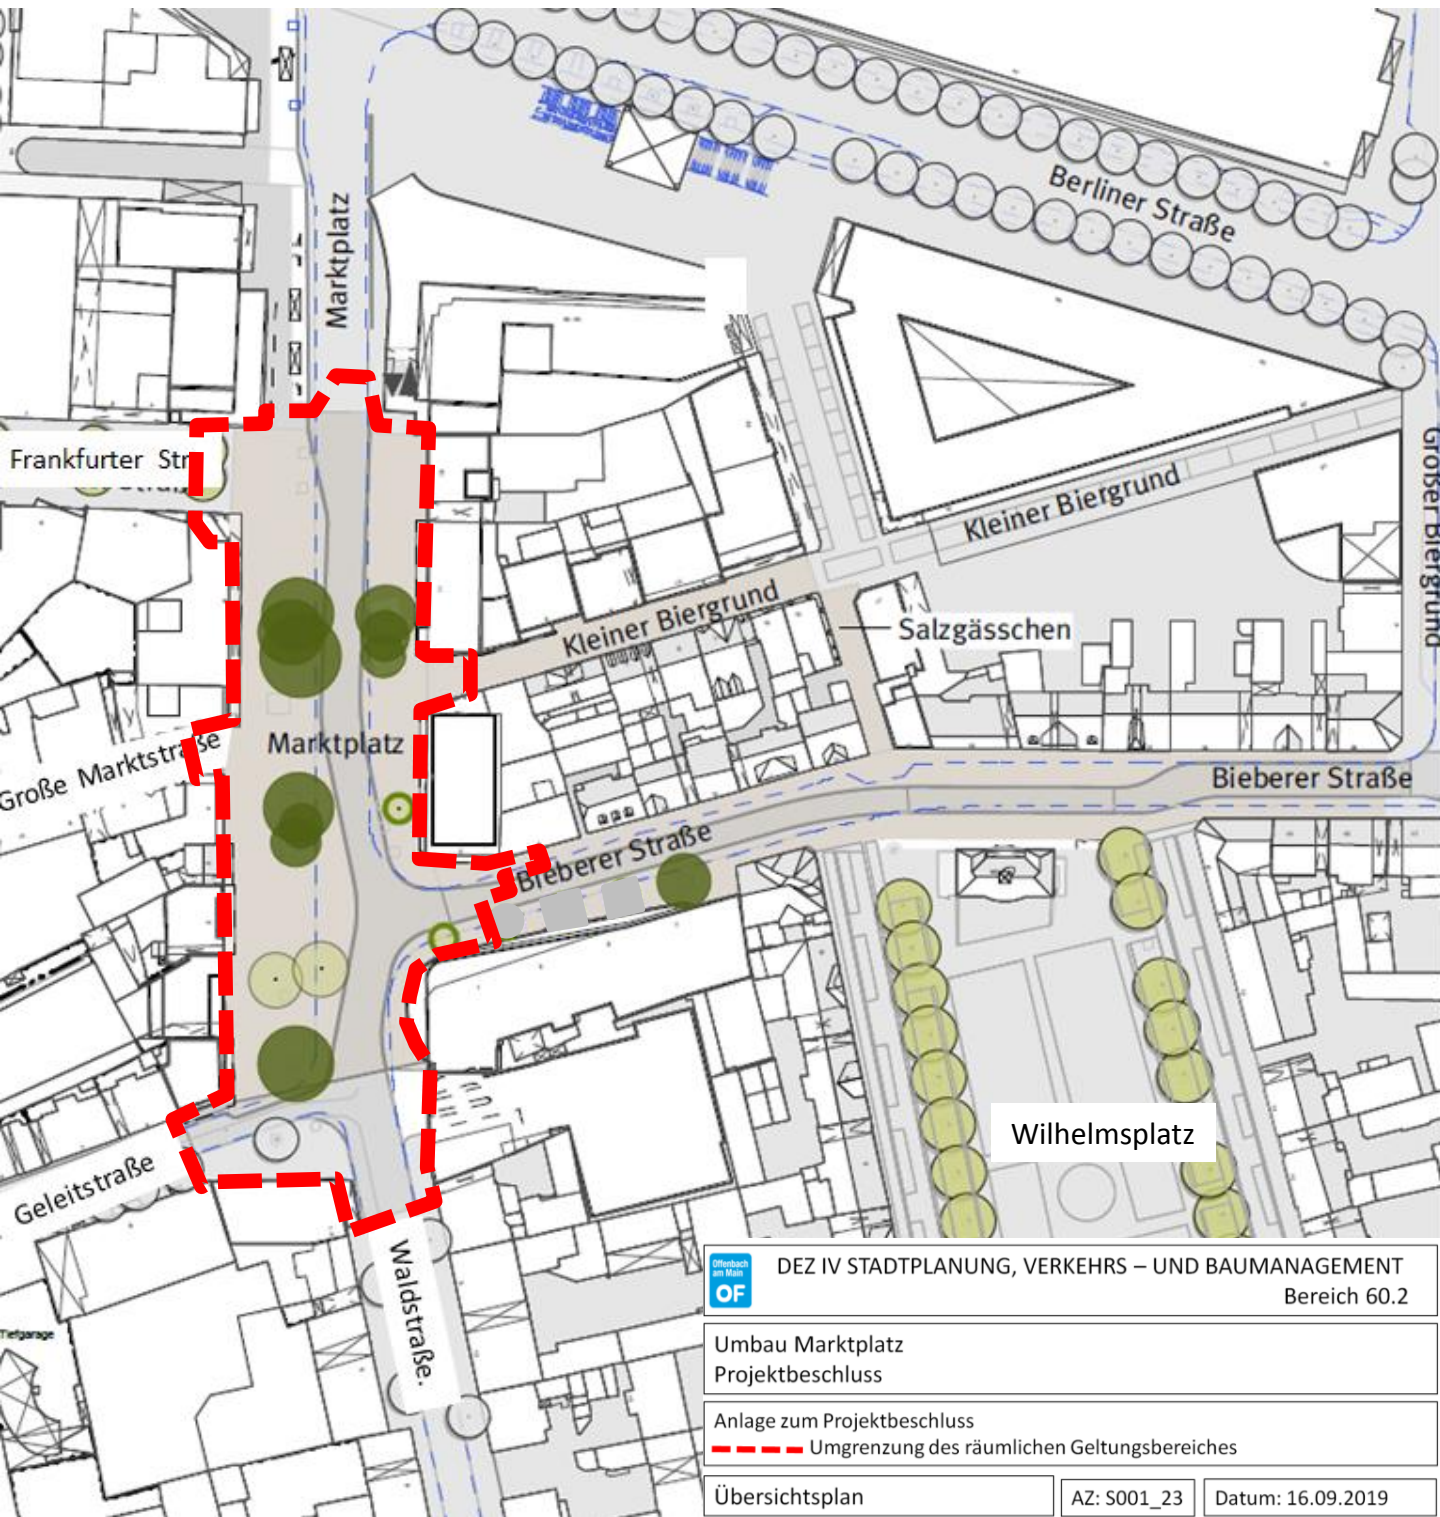 Marktplatz
Berliner Straße
Frankfurter Str
Straß
Großer Biergrund
Kleiner Biergrund
Kleiner Biergrund
Salzgässchen
Große Marktstraße
Marktplatz
Bieberer Straße
Bieberer Straße
Wilhelmsplatz
Geleitstraße
Waldstraße.
Tiefgarage
Offenbach
am Main
OF
DEZ IV STADTPLANUNG, VERKEHRS – UND BAUMANAGEMENT
Bereich 60.2
Umbau Marktplatz
Projektbeschluss
Anlage zum Projektbeschluss
Umgrenzung des räumlichen Geltungsbereiches
Übersichtsplan
AZ: S001_23
Datum: 16.09.2019